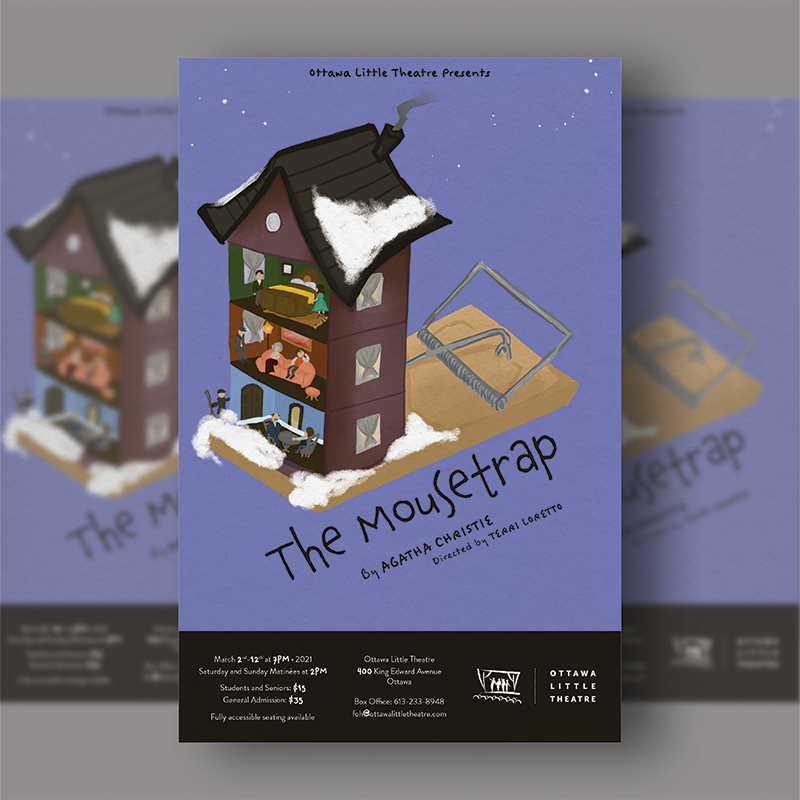 Ottawa Little Theatre Presents
The Mousetrap
By AGATHA CHRISTIE
Directed by TERRI LORETTO
March 2nd-12th at 7PM • 2021
Saturday and Sunday Matinées at 2PM
Students and Seniors: $15
General Admission: $35
Fully accessible seating available
Ottawa Little Theatre
400 King Edward Avenue
Ottawa
Box Office: 613-233-8948
foh@ottawalittletheatre.com
OTTAWA
LITTLE
THEATRE